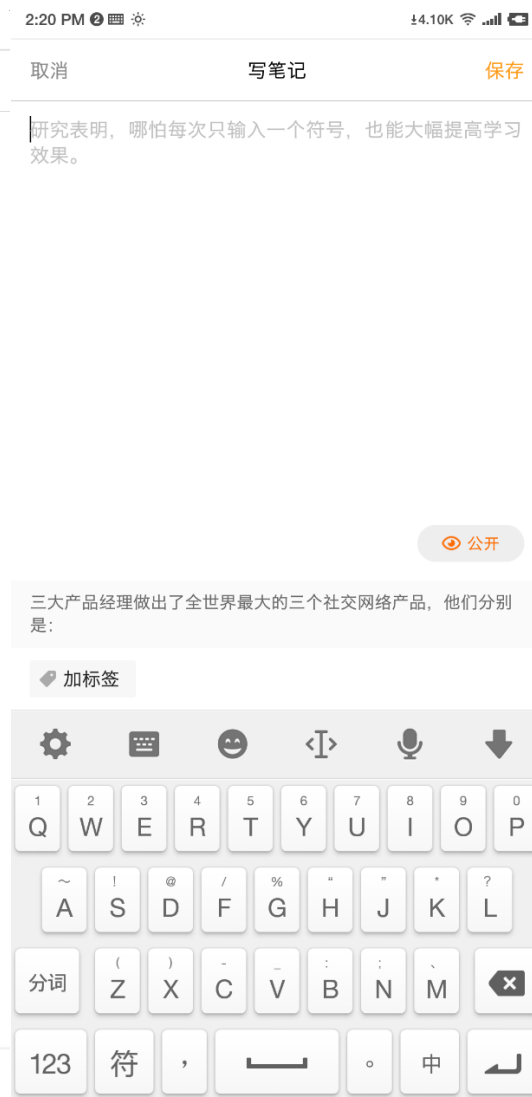 2:20 PM 2 4.10K
取消 写笔记 保存
研究表明，哪怕每次只输入一个符号，也能大幅提高学习
效果。
公开
三大产品经理做出了全世界最大的三个社交网络产品，他们分别
是：
加标签
1 2 3 4 5 6 7 8 9 0
Q W E R T Y U I O P
～ ! @ / % “ ” * ?
A S D F G H J K L
( ) - _ : ; 、
分词 Z X C V B N M
123 符 ， 。 中